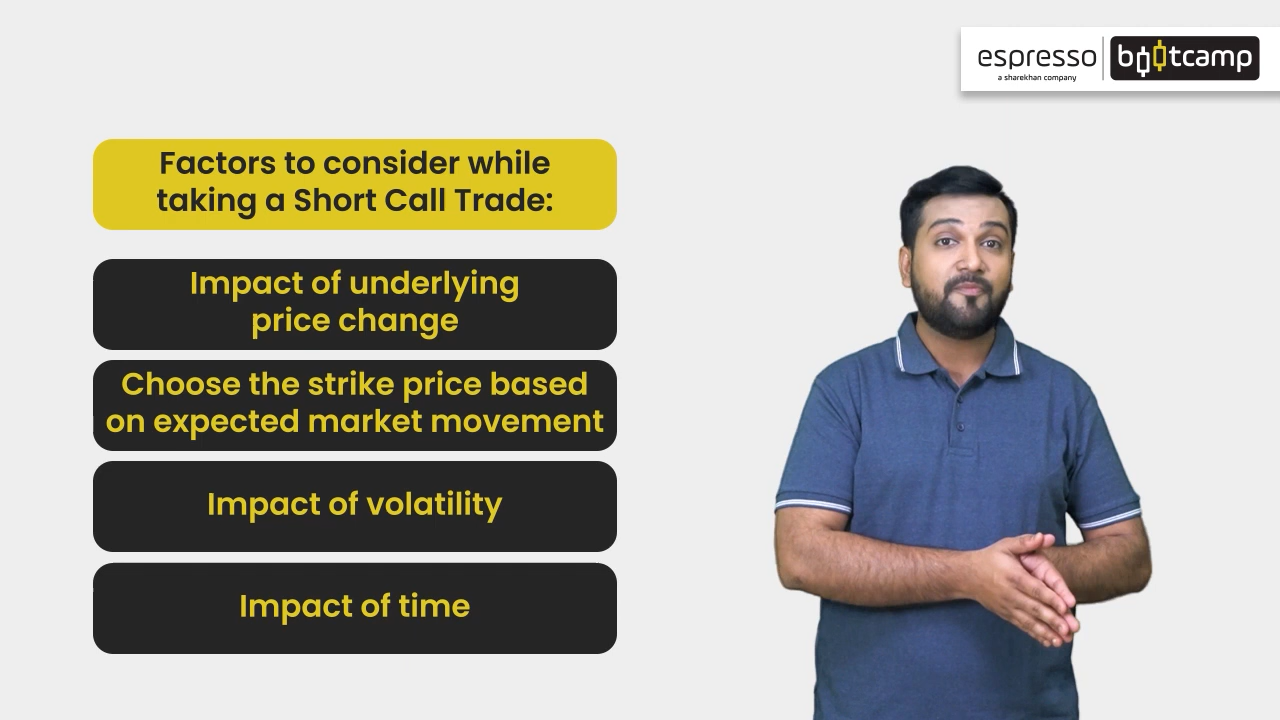 espresso
a sharekhan company
bootcamp
Factors to consider while
taking a Short Call Trade:
Impact of underlying
price change
Choose the strike price based
on expected market movement
Impact of volatility
Impact of time